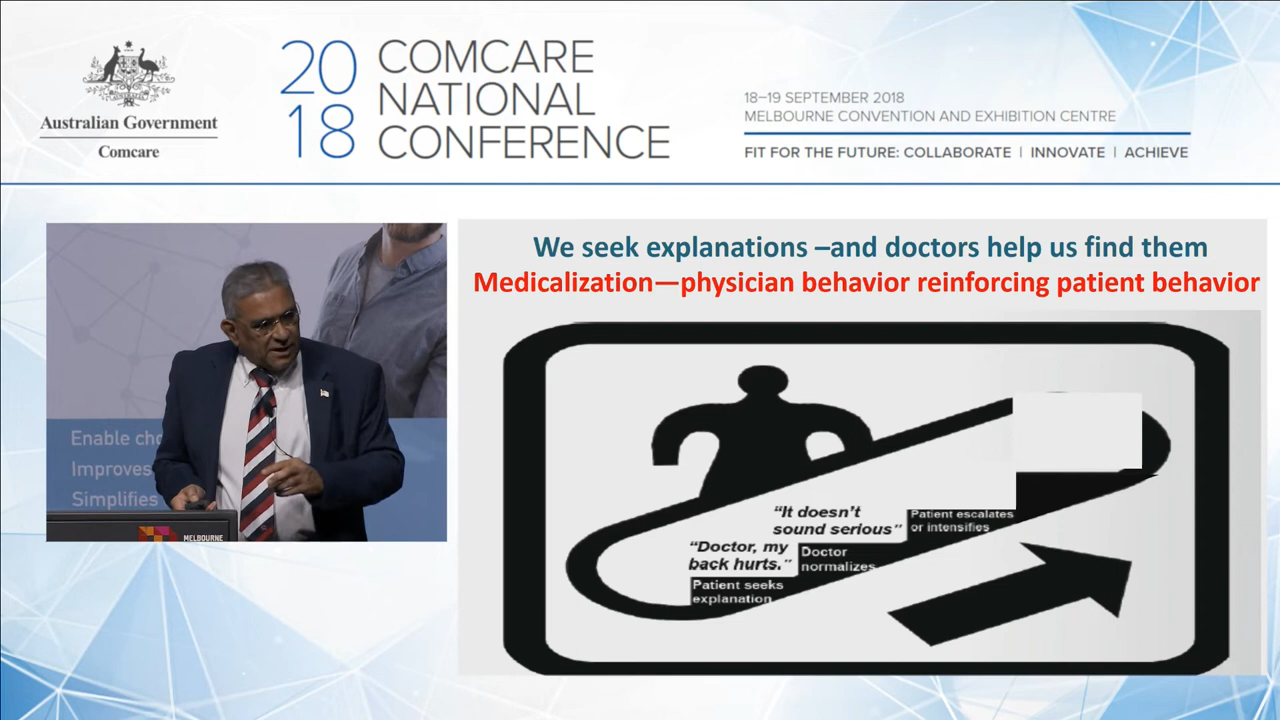 Australian Government
Comcare
20
18
COMCARE
NATIONAL
CONFERENCE
18–19 SEPTEMBER 2018
MELBOURNE CONVENTION AND EXHIBITION CENTRE
FIT FOR THE FUTURE: COLLABORATE | INNOVATE | ACHIEVE
Enable
Improves
Simplifies
MELBOURNE
We seek explanations –and doctors help us find them
Medicalization—physician behavior reinforcing patient behavior
“It doesn’t
sound serious”
Patient escalates
or intensifies
“Doctor, my
back hurts.”
Doctor
normalizes
Patient seeks
explanation